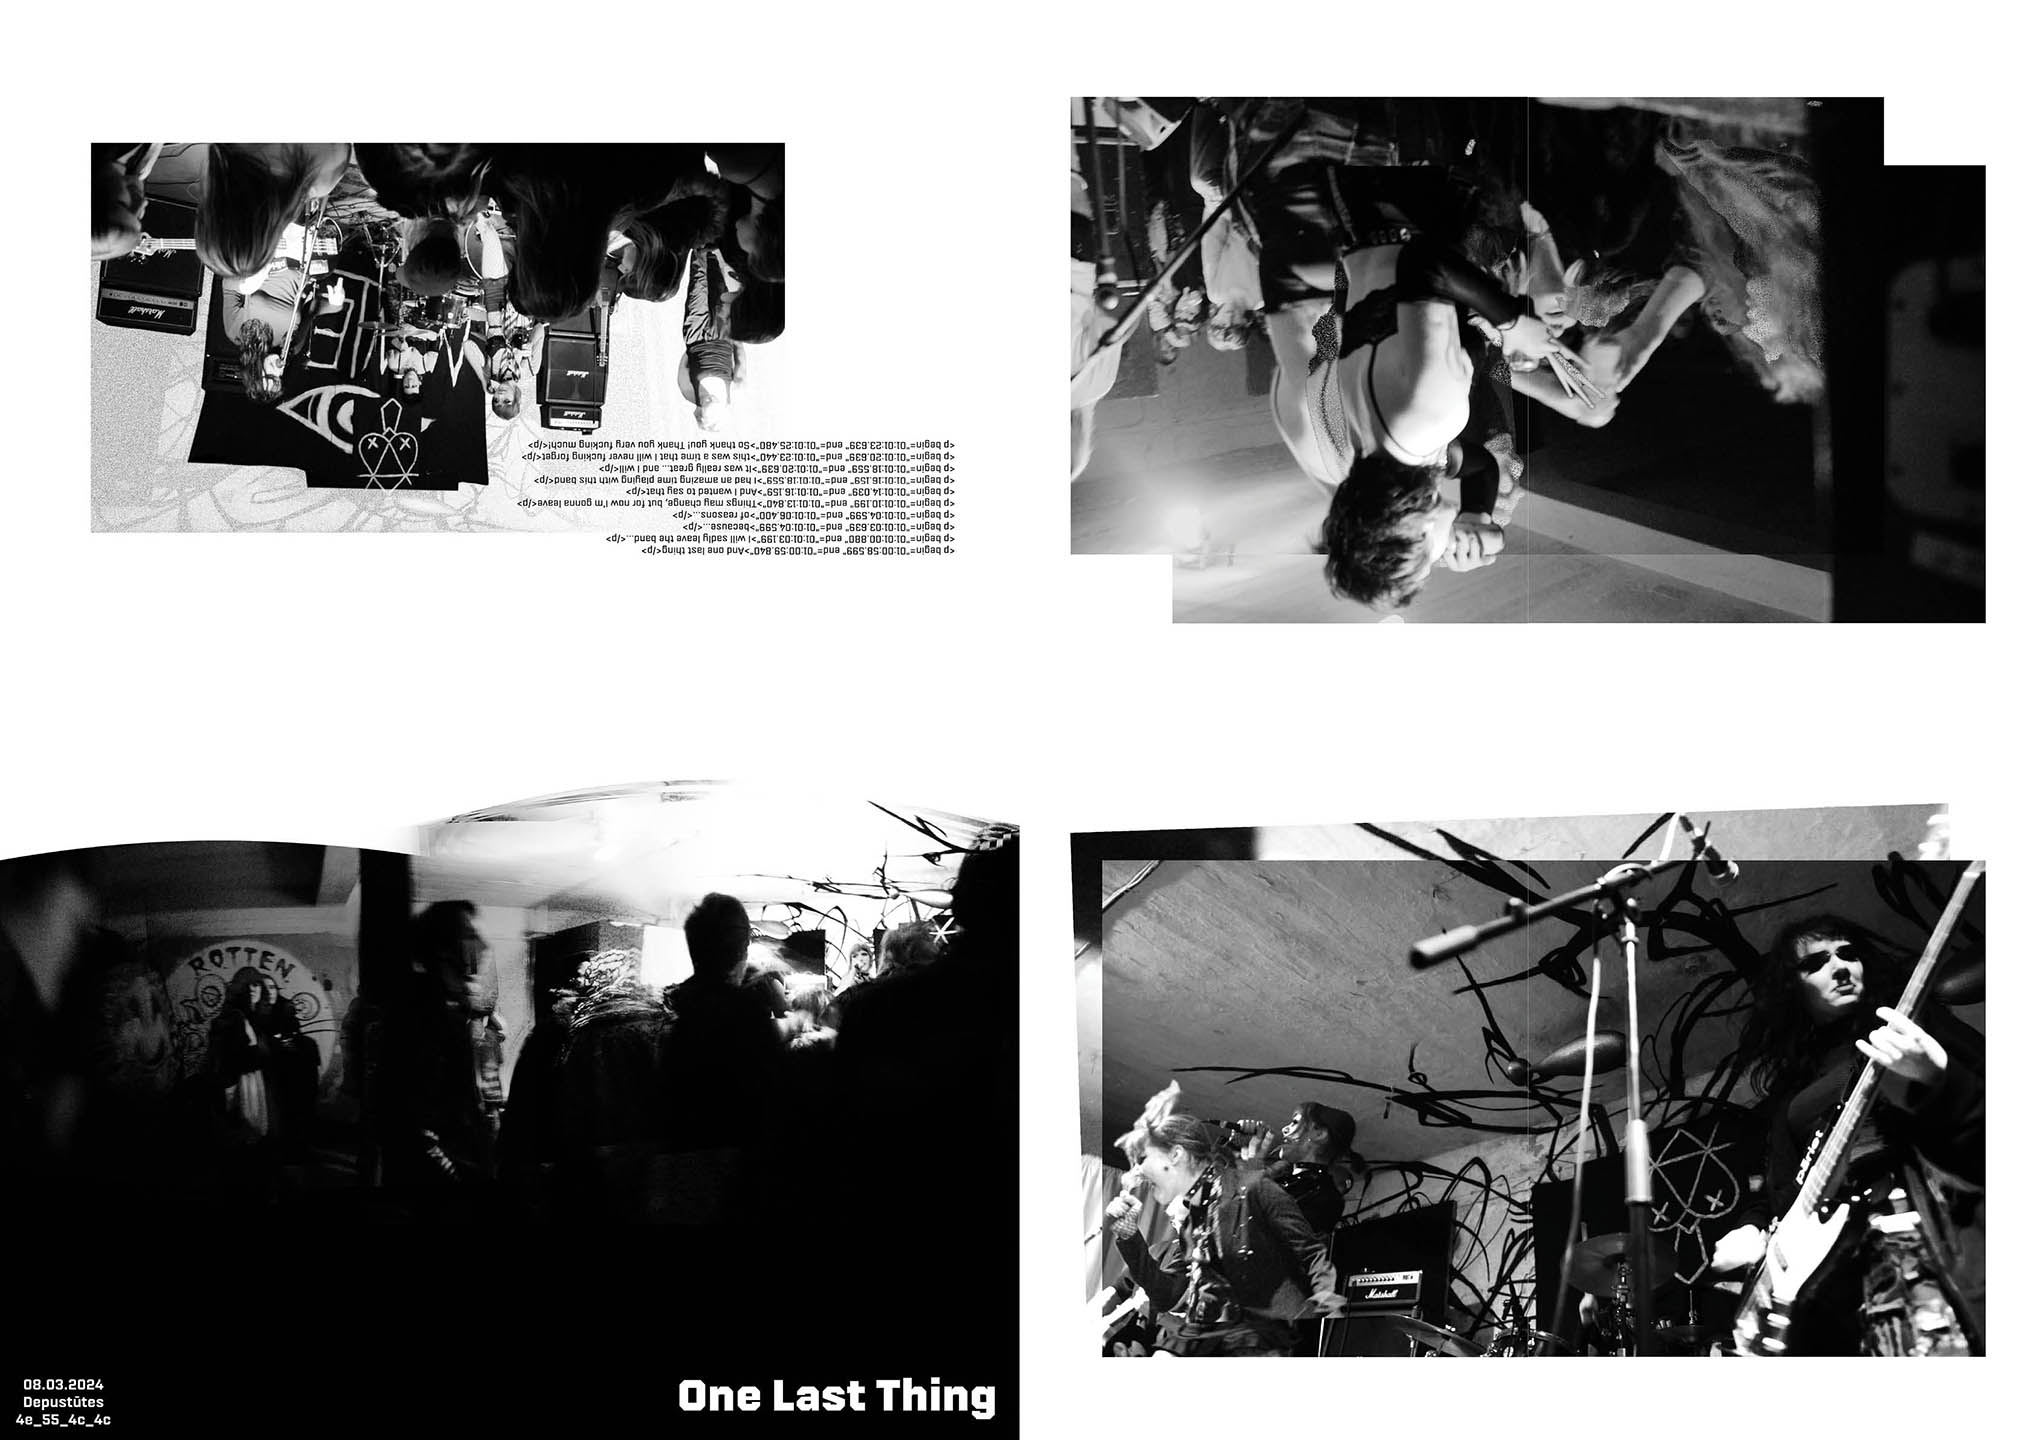 Marshall
Marshall
Marshall
<p begin="01:00:58.599" end="01:00:59.840">And one last thing</p>
<p begin="01:01:00.880" end="01:01:03.199">I will sadly leave the band...</p>
<p begin="01:01:03.639" end="01:01:04.599">because...</p>
<p begin="01:01:04.599" end="01:01:06.400">of reasons...</p>
<p begin="01:01:10.199" end="01:01:13.840">Things may change, but for now I'm gonna leave</p>
<p begin="01:01:14.039" end="01:01:16.159">And I wanted to say that</p>
<p begin="01:01:16.159" end="01:01:18.559">I had an amazing time playing with this band</p>
<p begin="01:01:18.559" end="01:01:20.639">It was really great... and I will</p>
<p begin="01:01:20.639" end="01:01:23.440">this was a time that I will never fucking forget</p>
<p begin="01:01:23.639" end="01:01:25.480">So thank you! Thank you very fucking much!</p>
ROTTEN
Marshall
08.03.2024
Depustūtes
4e_55_4c_4c
One Last Thing